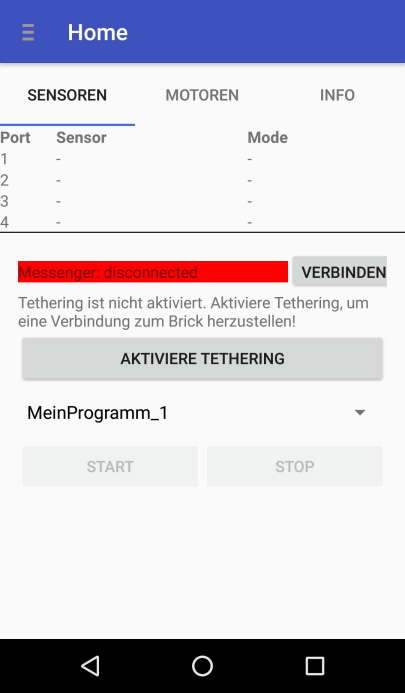 Home
SENSOREN MOTOREN INFO
Port Sensor Mode
1 - -
2 - -
3 - -
4 - -
Messenger: disconnected VERBINDEN
Tethering ist nicht aktiviert. Aktiviere Tethering, um
eine Verbindung zum Brick herzustellen!
AKTIVIERE TETHERING
MeinProgramm_1
START STOP